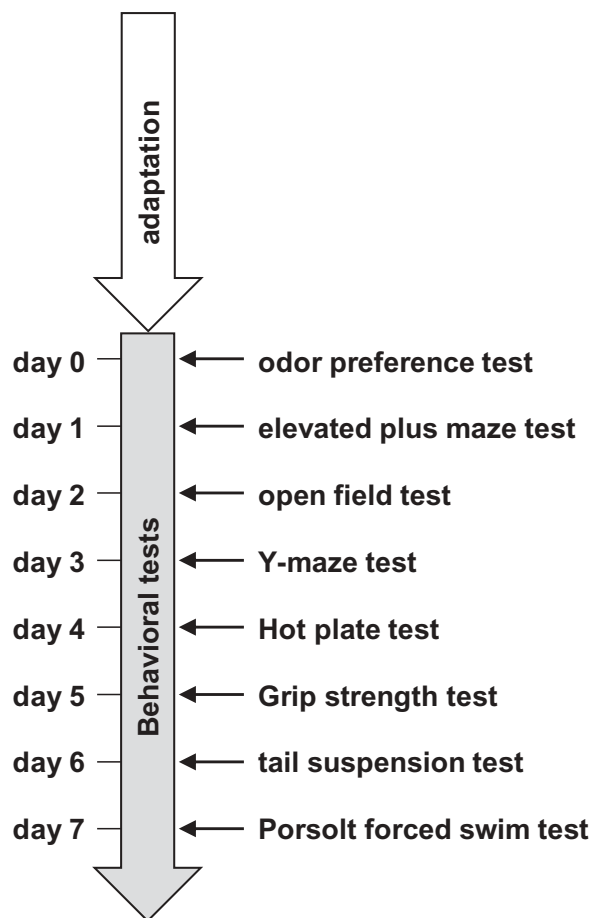 adaptation
Behavioral tests
day 0
odor preference test
day 1
elevated plus maze test
day 2
open field test
day 3
Y-maze test
day 4
Hot plate test
day 5
Grip strength test
day 6
tail suspension test
day 7
Porsolt forced swim test